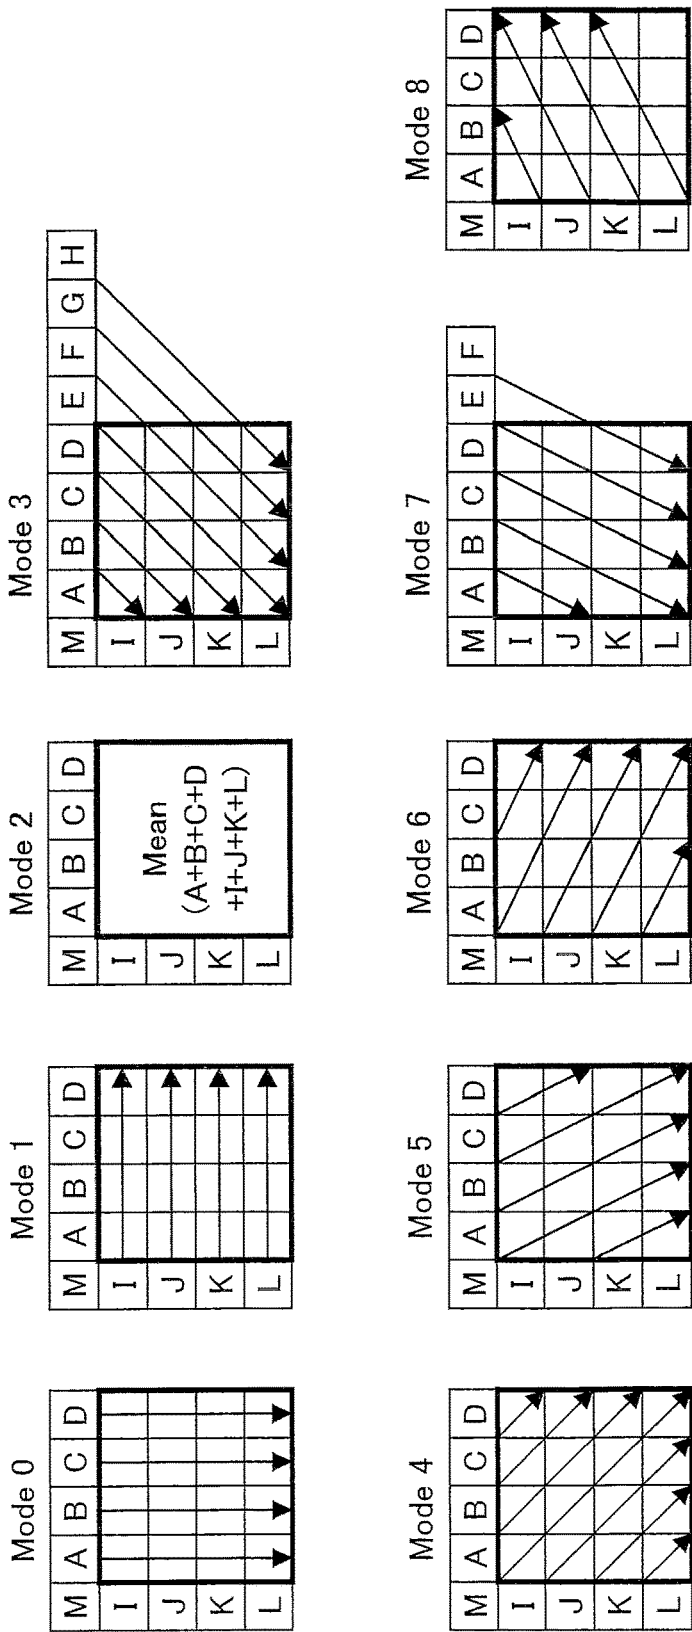 Mode 0
M A B C D
I
J
K
L
Mode 1
M A B C D
I
J
K
L
Mode 2
M A B C D
I
J
K
L
Mean
(A+B+C+D
+I+J+K+L)
Mode 3
M A B C D E F G H
I
J
K
L
Mode 4
M A B C D
I
J
K
L
Mode 5
M A B C D
I
J
K
L
Mode 6
M A B C D
I
J
K
L
Mode 7
M A B C D E F
I
J
K
L
Mode 8
M A B C D
I
J
K
L